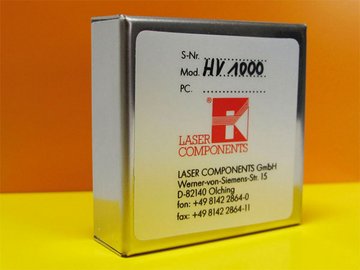 S-Nr.
Mod. HV 1000
PC.
®
LASER
COMPONENTS
LASER COMPONENTS GmbH
Werner-von-Siemens-Str. 15
D-82140 Olching
fon: +49 8142 2864-0
fax: +49 8142 2864-11